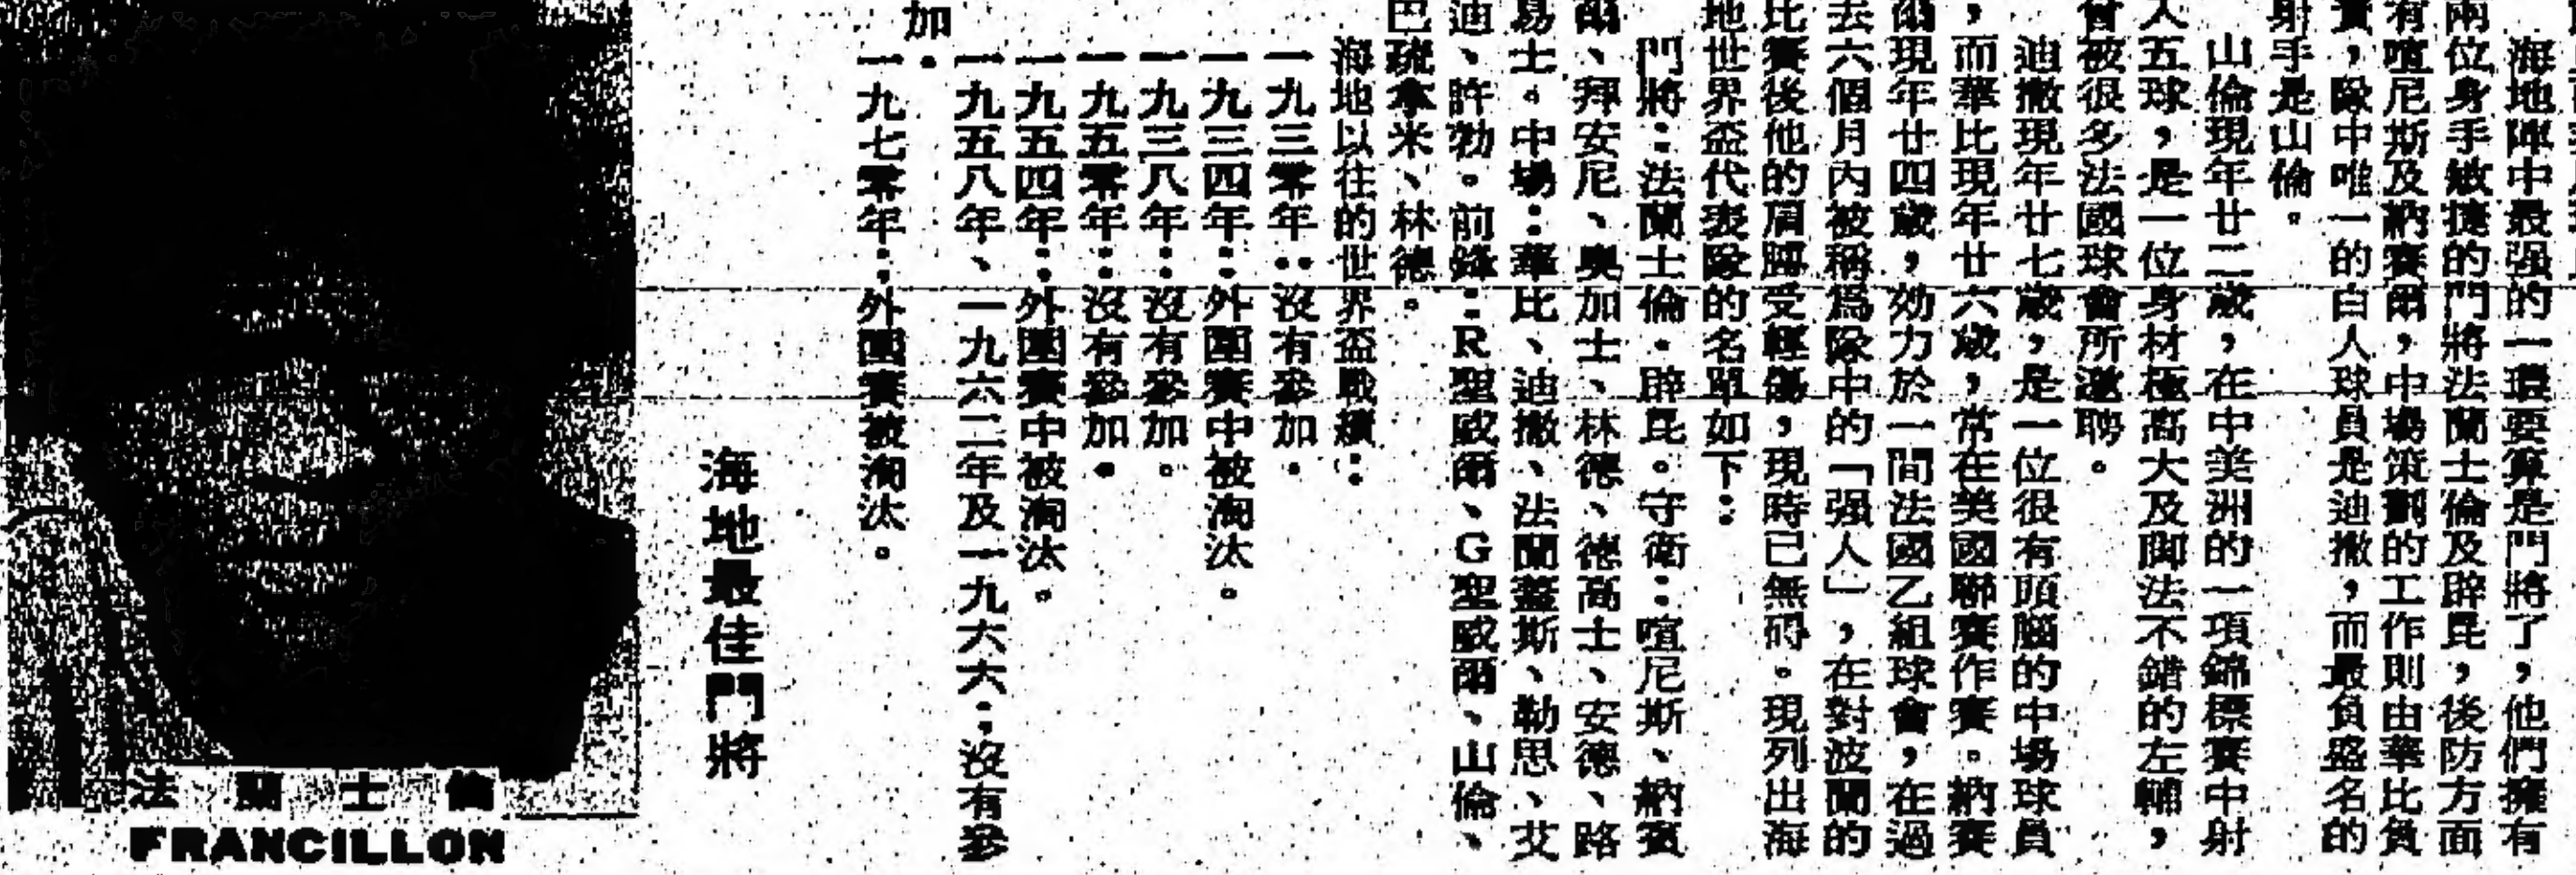 海地陣中最强的一環要算是門將了，他們擁有
兩位身手敏捷的門將法蘭士倫及辟昆，後防方面
有喧尼斯及納賽爾，中場策劃的工作則由華比負
責，隊中唯一的白人球員是迪撤，而最負盛名的
射手是山倫。
山倫現年廿二歲，在中美洲的一項錦標賽中射
入五球，是一位身材極高大及脚法不錯的左輔，
曾被很多法國球會所邀聘。
迪撤現年廿七歲，是一位很有頭腦的中場球員
，而華比現年廿六歲，常在美國聯賽作賽。納賽
爾現年廿四歲，効力於一間法國乙組球會，在過
去六個月內被稱爲隊中的「强人」，在對波蘭的
比賽後他的肩膊受輕傷，現時已無碍。現列出海
地世界盃代表隊的名單如下：
門將：法蘭士倫・辟昆。守衛：喧尼斯、納賓
爾、拜安尼、奧加士、林德、德高士、安德、路
易士。中場：華比、迪撤、法蘭蓋斯、勒思、艾
迪、許勃。前鋒：R聖威爾、G聖威爾、山倫、
巴疏拿米、林德。
海地以往的世界盃戰績：
一九三零年：沒有參加。
一九三四年：外圍賽中被淘汰。
一九三八年：沒有參加。
一九五零年：沒有參加。
一九五四年：外圍賽中被淘汰。
一九五八年、一九六二年及一九六六：沒有參
加。
一九七零年：外圍賽被淘汰。
海地最佳門將
法蘭士倫
FRANCILLON